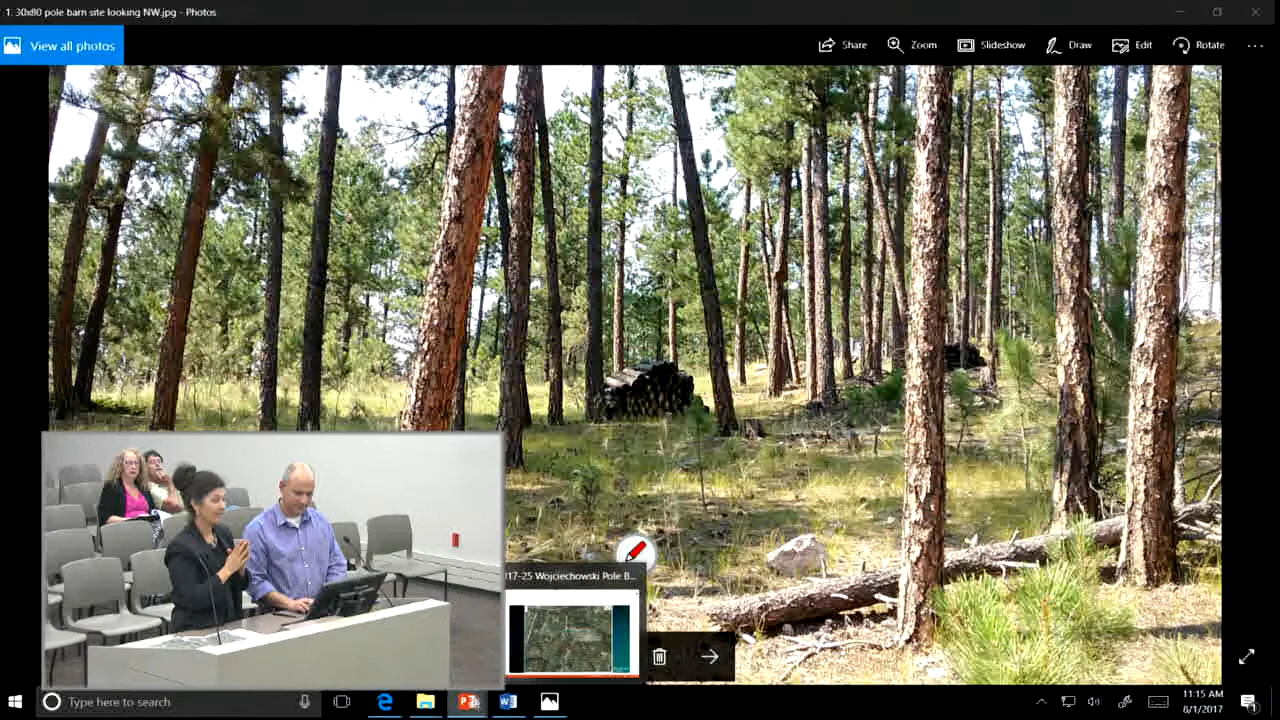 1. 30x80 pole barn site looking NW.jpg - Photos
View all photos
Share
Zoom
Slideshow
Draw
Edit
Rotate
17-25 Wojciechowski Pole B...
Type here to search
11:15 AM
8/1/2017